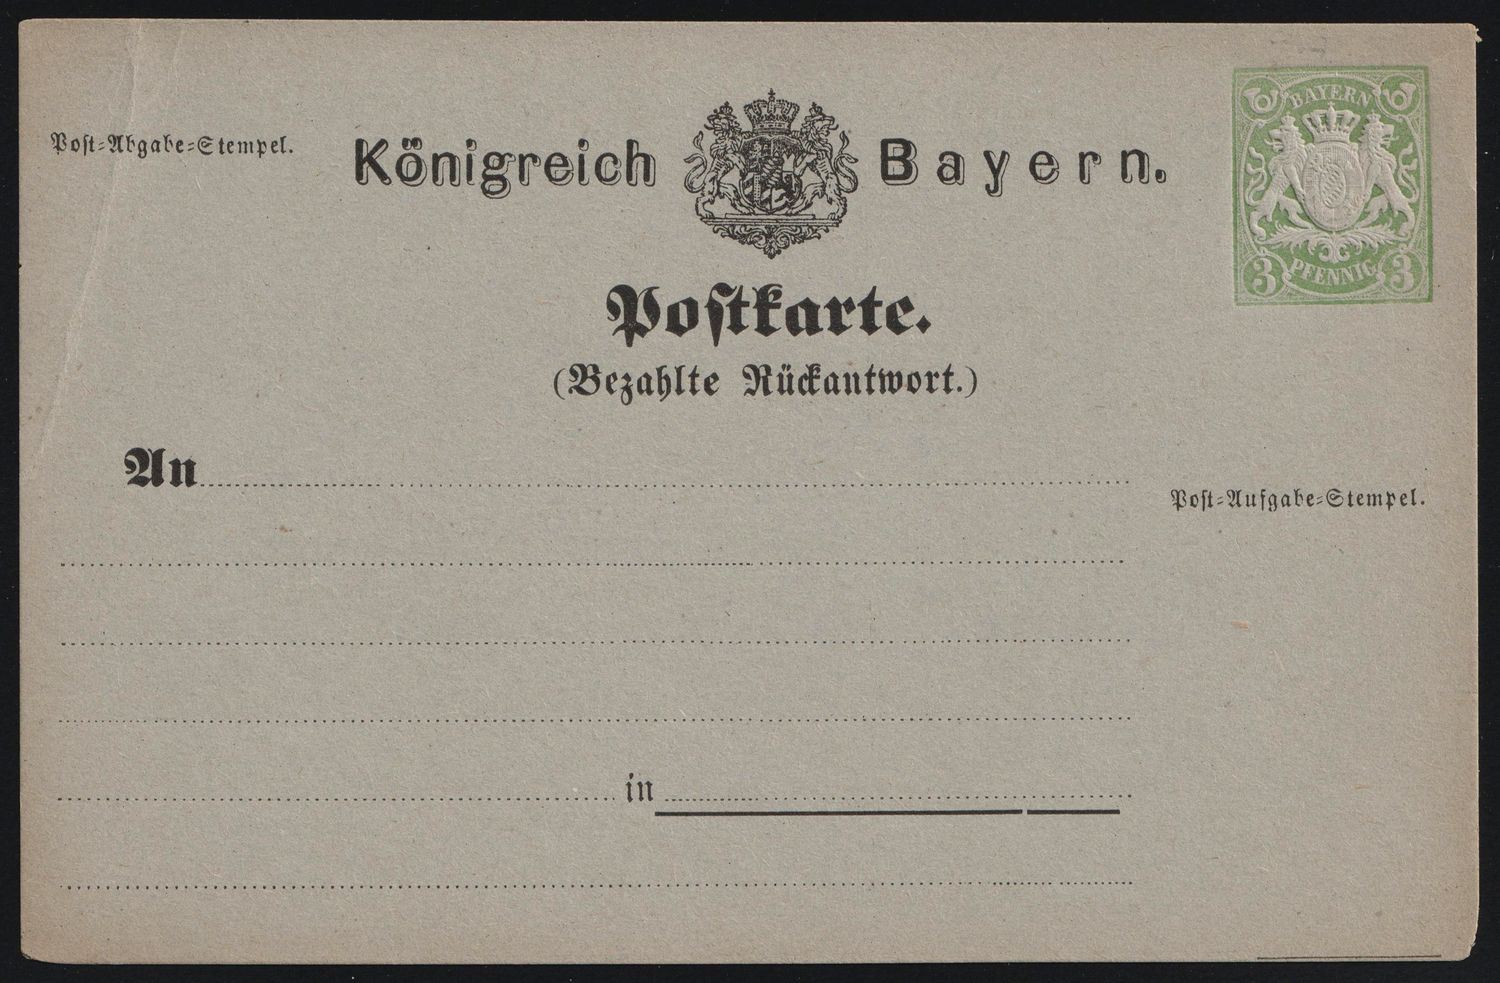 Post-Abgabe-Stempel.
Königreich Bayern.
BAYERN
3 PFENNIG 3
Postkarte.
(Bezahlte Rückantwort.)
An
Post-Aufgabe-Stempel.
in